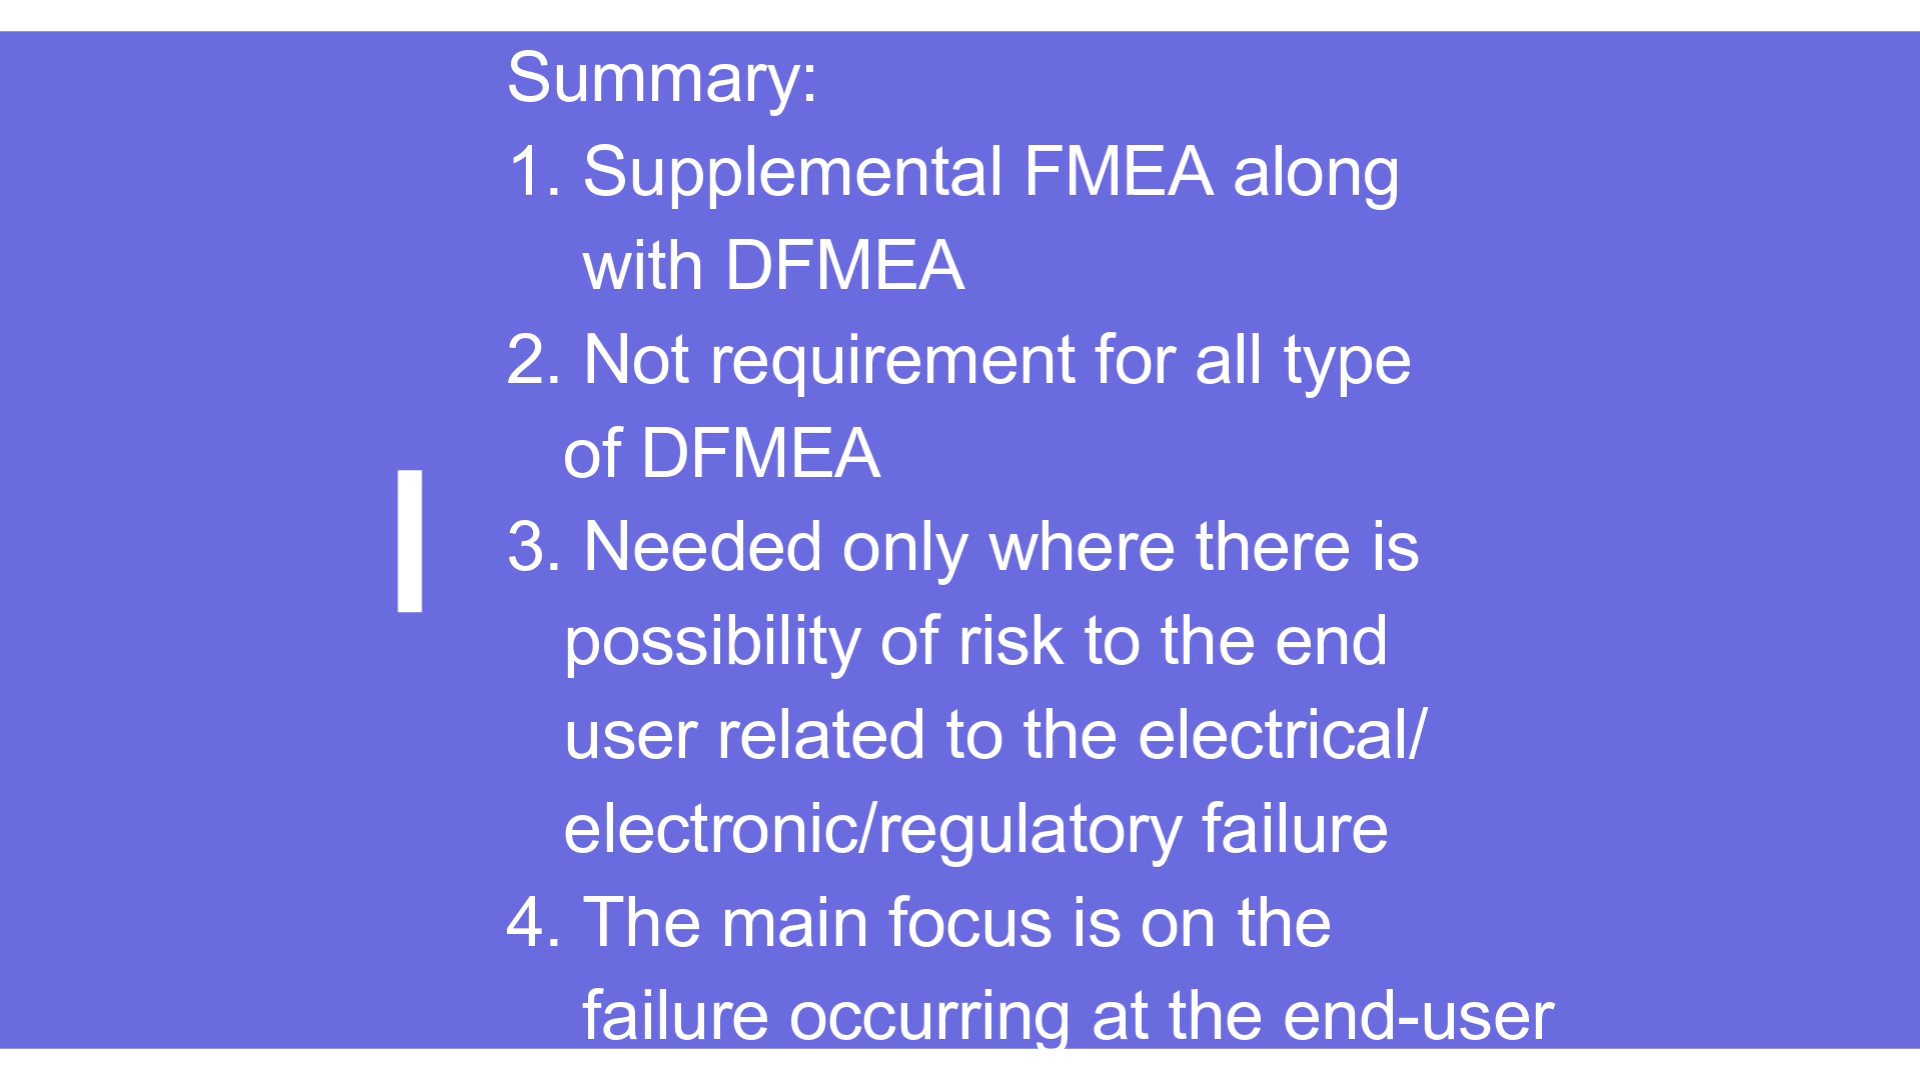 Summary:
1. Supplemental FMEA along
with DFMEA
2. Not requirement for all type
of DFMEA
3. Needed only where there is
possibility of risk to the end
user related to the electrical/
electronic/regulatory failure
4. The main focus is on the
failure occurring at the end-user